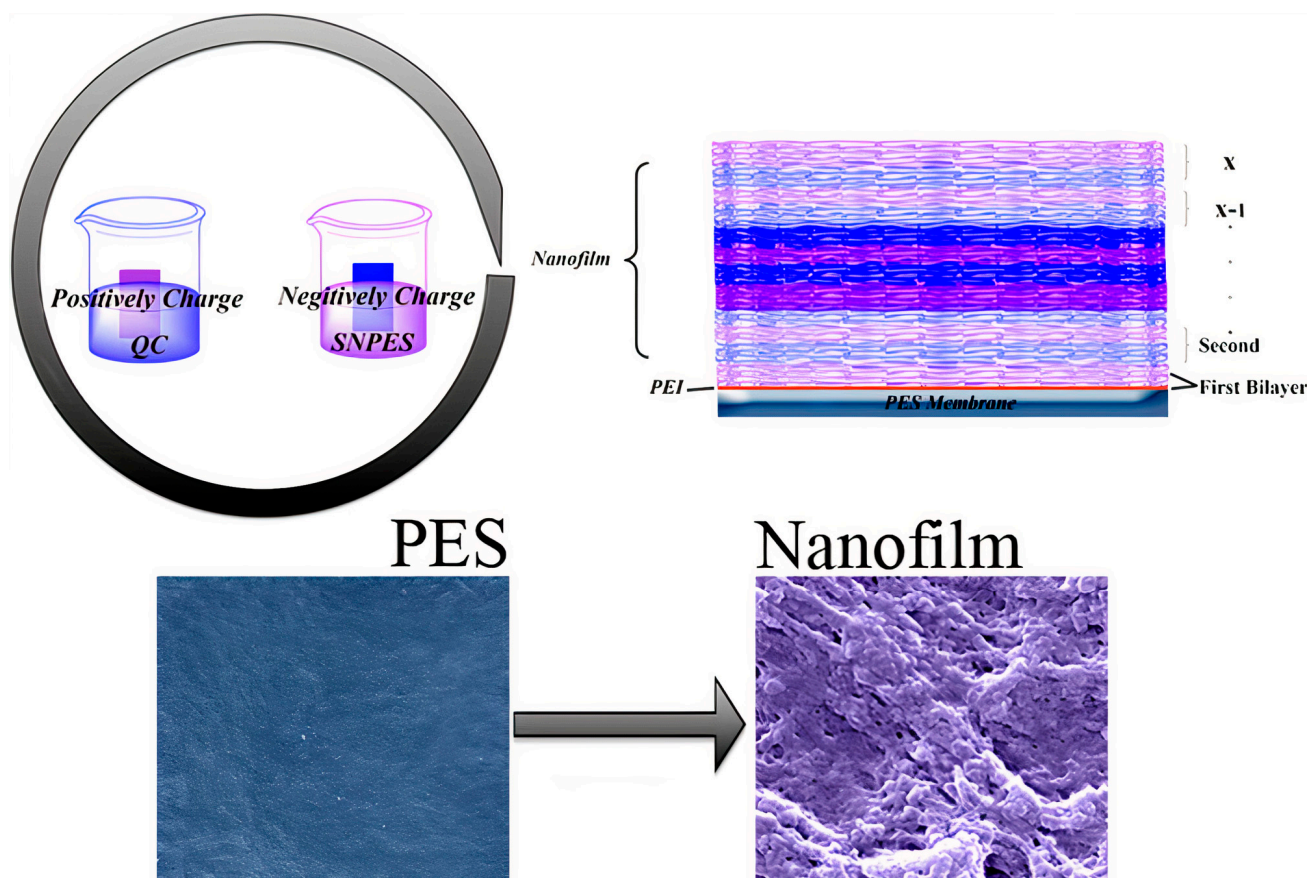 Positively Charge
QC
Negitively Charge
SNPES
Nanofilm
X
X-1
Second
PEI
First Bilayer
PES Membrane
PES
Nanofilm